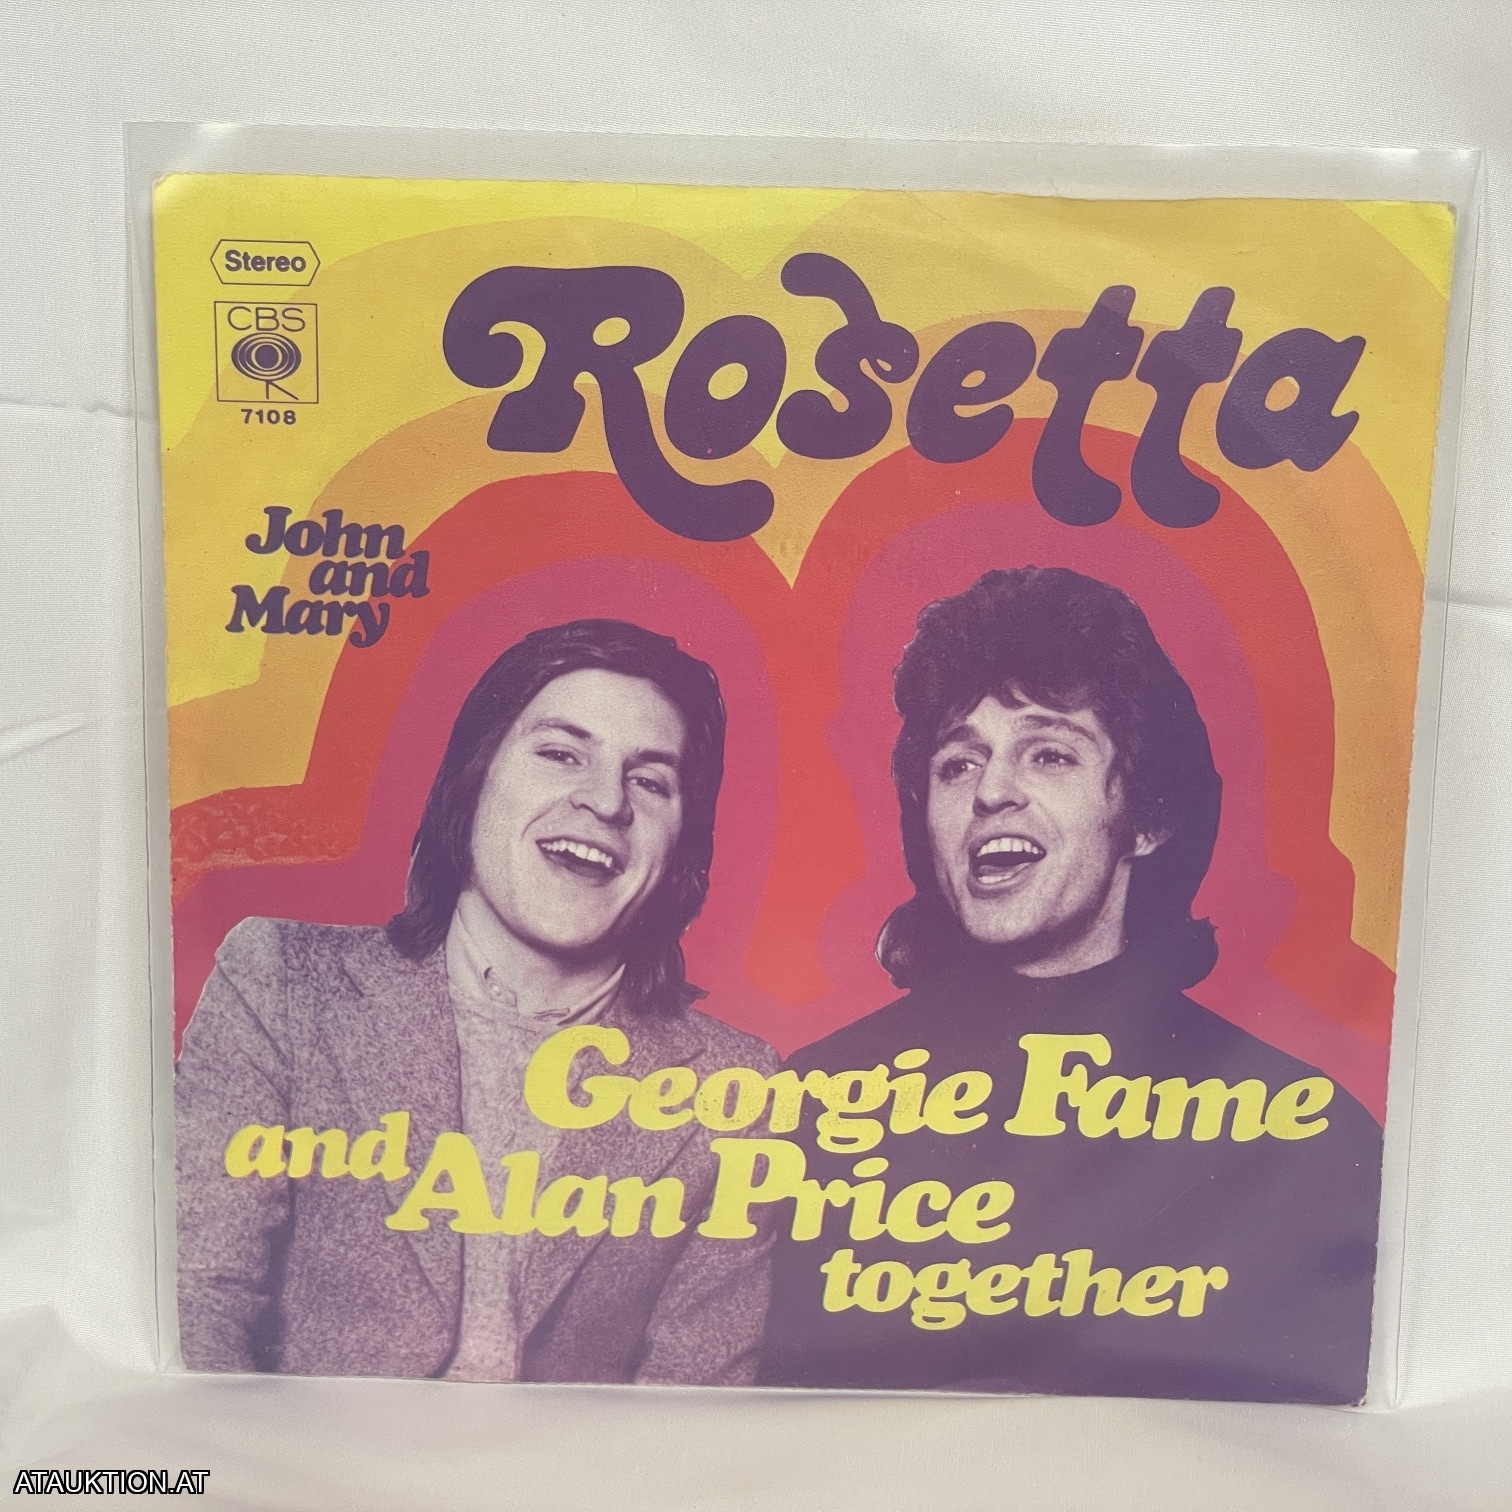 Stereo
CBS
7108
Rosetta
John
and
Mary
Georgie Fame
and Alan Price
together
ATAUKTION.AT